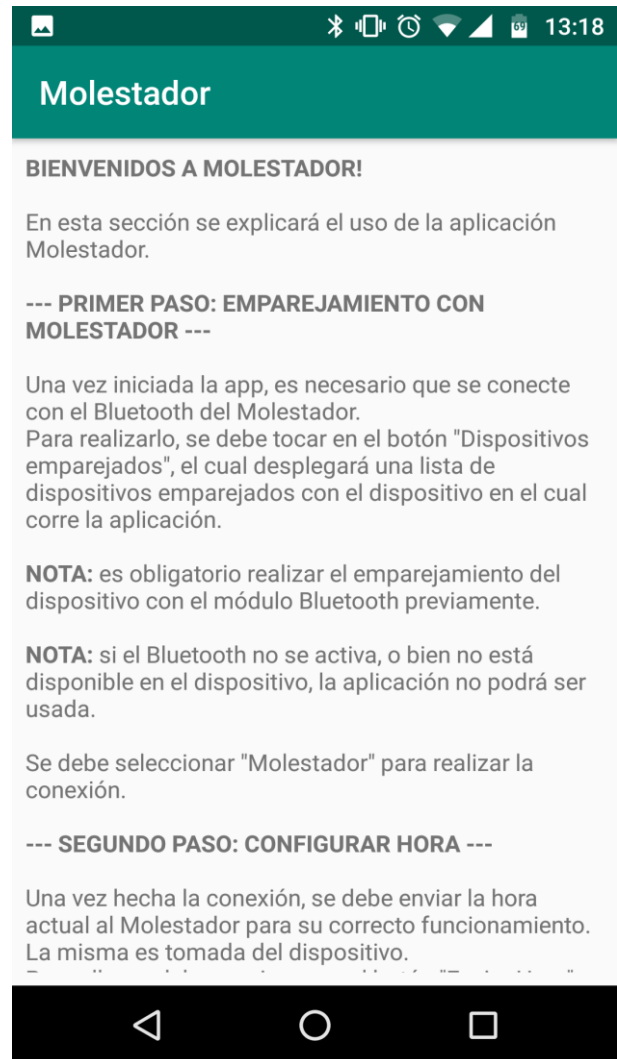 69 13:18
Molestador
BIENVENIDOS A MOLESTADOR!
En esta sección se explicará el uso de la aplicación
Molestador.
--- PRIMER PASO: EMPAREJAMIENTO CON
MOLESTADOR ---
Una vez iniciada la app, es necesario que se conecte
con el Bluetooth del Molestador.
Para realizarlo, se debe tocar en el botón "Dispositivos
emparejados", el cual desplegará una lista de
dispositivos emparejados con el dispositivo en el cual
corre la aplicación.
NOTA: es obligatorio realizar el emparejamiento del
dispositivo con el módulo Bluetooth previamente.
NOTA: si el Bluetooth no se activa, o bien no está
disponible en el dispositivo, la aplicación no podrá ser
usada.
Se debe seleccionar "Molestador" para realizar la
conexión.
--- SEGUNDO PASO: CONFIGURAR HORA ---
Una vez hecha la conexión, se debe enviar la hora
actual al Molestador para su correcto funcionamiento.
La misma es tomada del dispositivo.